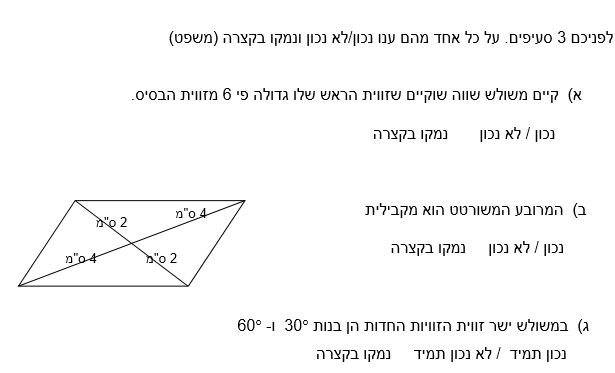 לפניכם 3 סעיפים. על כל אחד מהם ענו נכון/לא נכון ונמקו בקצרה (משפט)
א) קיים משולש שווה שוקיים שזווית הראש שלו גדולה פי 6 מזווית הבסיס.
נכון / לא נכון נמקו בקצרה
ב) המרובע המשורטט הוא מקבילית
4 ס"מ
2 ס"מ
נכון / לא נכון נמקו בקצרה
2 ס"מ
4 ס"מ
ג) במשולש ישר זווית הזוויות החדות הן בנות 30° ו- 60°
נכון תמיד / לא נכון תמיד נמקו בקצרה